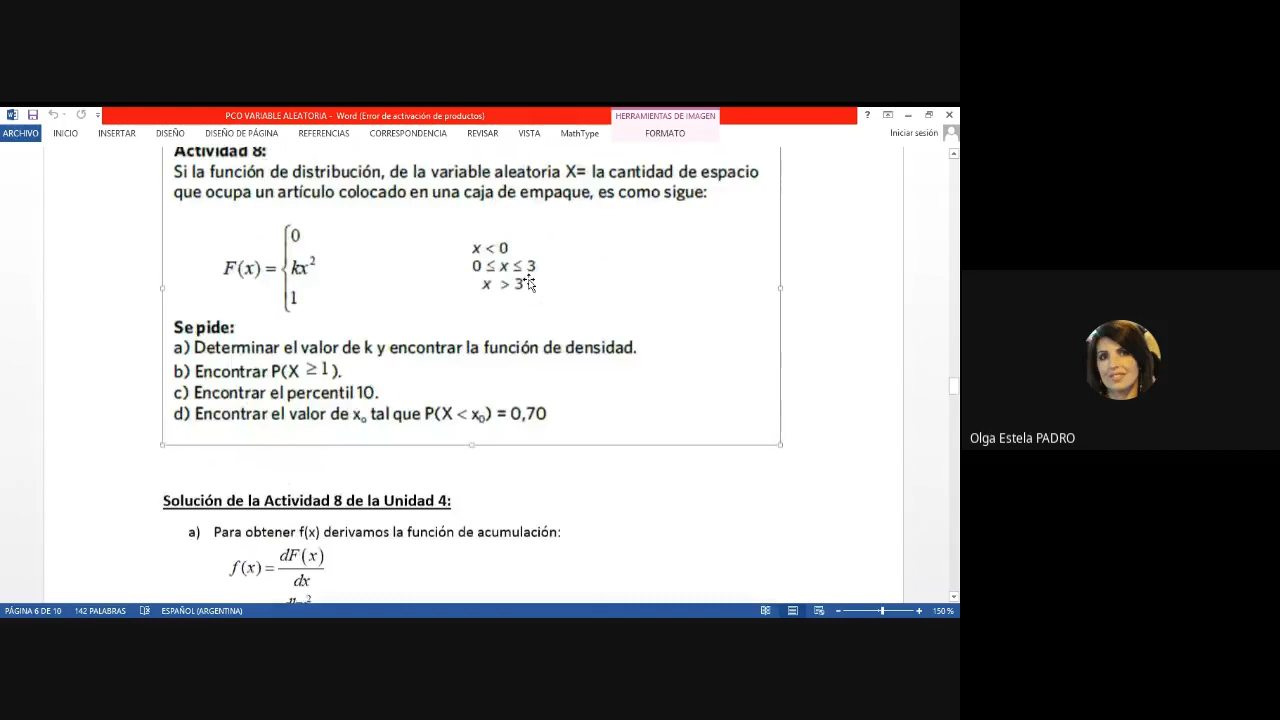 PCO VARIABLE ALEATORIA - Word (Error de activación de productos)
HERRAMIENTAS DE IMAGEN
?
ARCHIVO INICIO INSERTAR DISEÑO DISEÑO DE PÁGINA REFERENCIAS CORRESPONDENCIA REVISAR VISTA MathType FORMATO Iniciar sesión
Actividad 8:
Si la función de distribución, de la variable aleatoria X= la cantidad de espacio
que ocupa un artículo colocado en una caja de empaque, es como sigue:
0 x < 0
F(x) = { kx² 0 ≤ x ≤ 3
1 x > 3
Se pide:
a) Determinar el valor de k y encontrar la función de densidad.
b) Encontrar P(X ≥ 1).
c) Encontrar el percentil 10.
d) Encontrar el valor de x₀ tal que P(X < x₀) = 0,70
Solución de la Actividad 8 de la Unidad 4:
a) Para obtener f(x) derivamos la función de acumulación:
f(x) = dF(x)
dx
PÁGINA 6 DE 10 142 PALABRAS ESPAÑOL (ARGENTINA) 150 %
Olga Estela PADRO